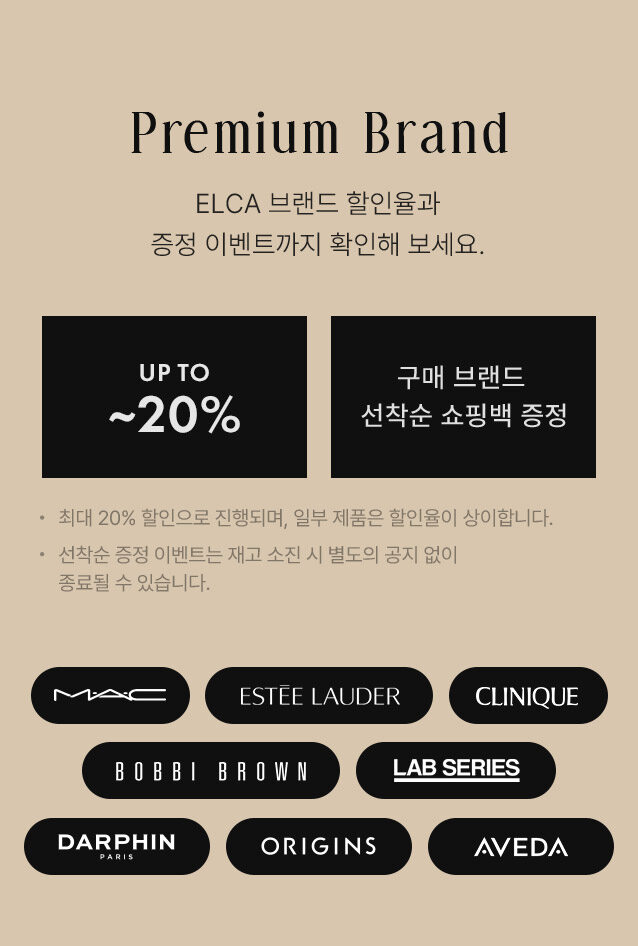 Premium Brand
ELCA 브랜드 할인율과
증정 이벤트까지 확인해 보세요.
UP TO
~20%
구매 브랜드
선착순 쇼핑백 증정
• 최대 20% 할인으로 진행되며, 일부 제품은 할인율이 상이합니다.
• 선착순 증정 이벤트는 재고 소진 시 별도의 공지 없이
종료될 수 있습니다.
MAC
ESTĒE LAUDER
CLINIQUE
BOBBI BROWN
LAB SERIES
DARPHIN
PARIS
ORIGINS
AVEDA